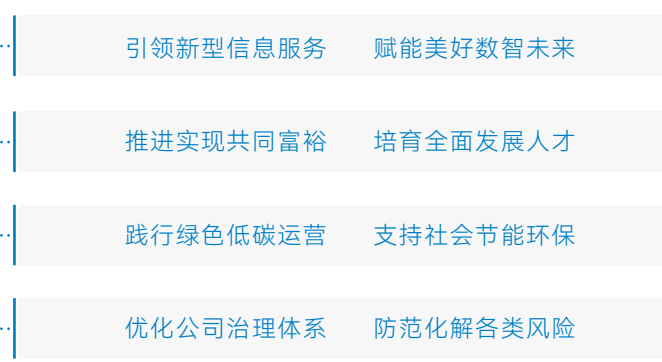 引领新型信息服务 赋能美好数智未来
推进实现共同富裕 培育全面发展人才
践行绿色低碳运营 支持社会节能环保
优化公司治理体系 防范化解各类风险